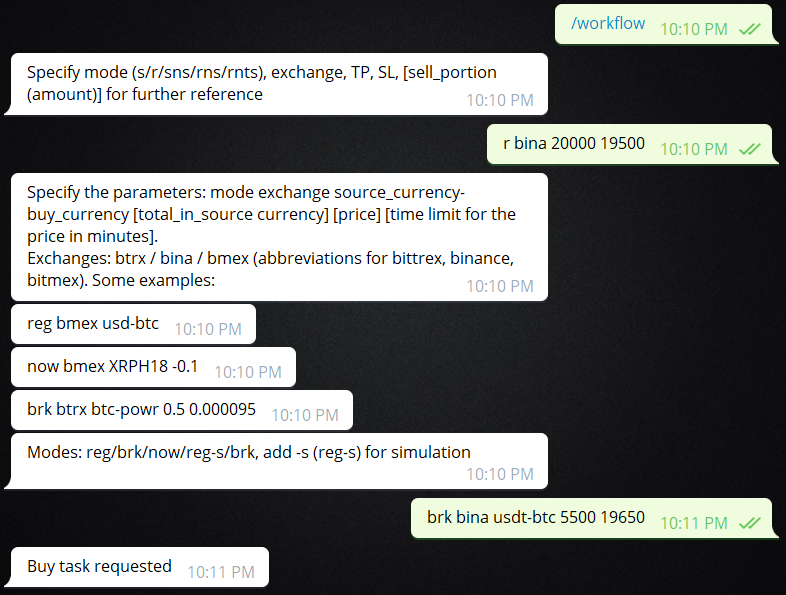 /workflow 10:10 PM
Specify mode (s/r/sns/rns/rnts), exchange, TP, SL, [sell_portion
(amount)] for further reference 10:10 PM
r bina 20000 19500 10:10 PM
Specify the parameters: mode exchange source_currency-
buy_currency [total_in_source currency] [price] [time limit for the
price in minutes].
Exchanges: btrx / bina / bmex (abbreviations for bittrex, binance,
bitmex). Some examples: 10:10 PM
reg bmex usd-btc 10:10 PM
now bmex XRPH18 -0.1 10:10 PM
brk btrx btc-powr 0.5 0.000095 10:10 PM
Modes: reg/brk/now/reg-s/brk, add -s (reg-s) for simulation
10:10 PM
brk bina usdt-btc 5500 19650 10:11 PM
Buy task requested 10:11 PM